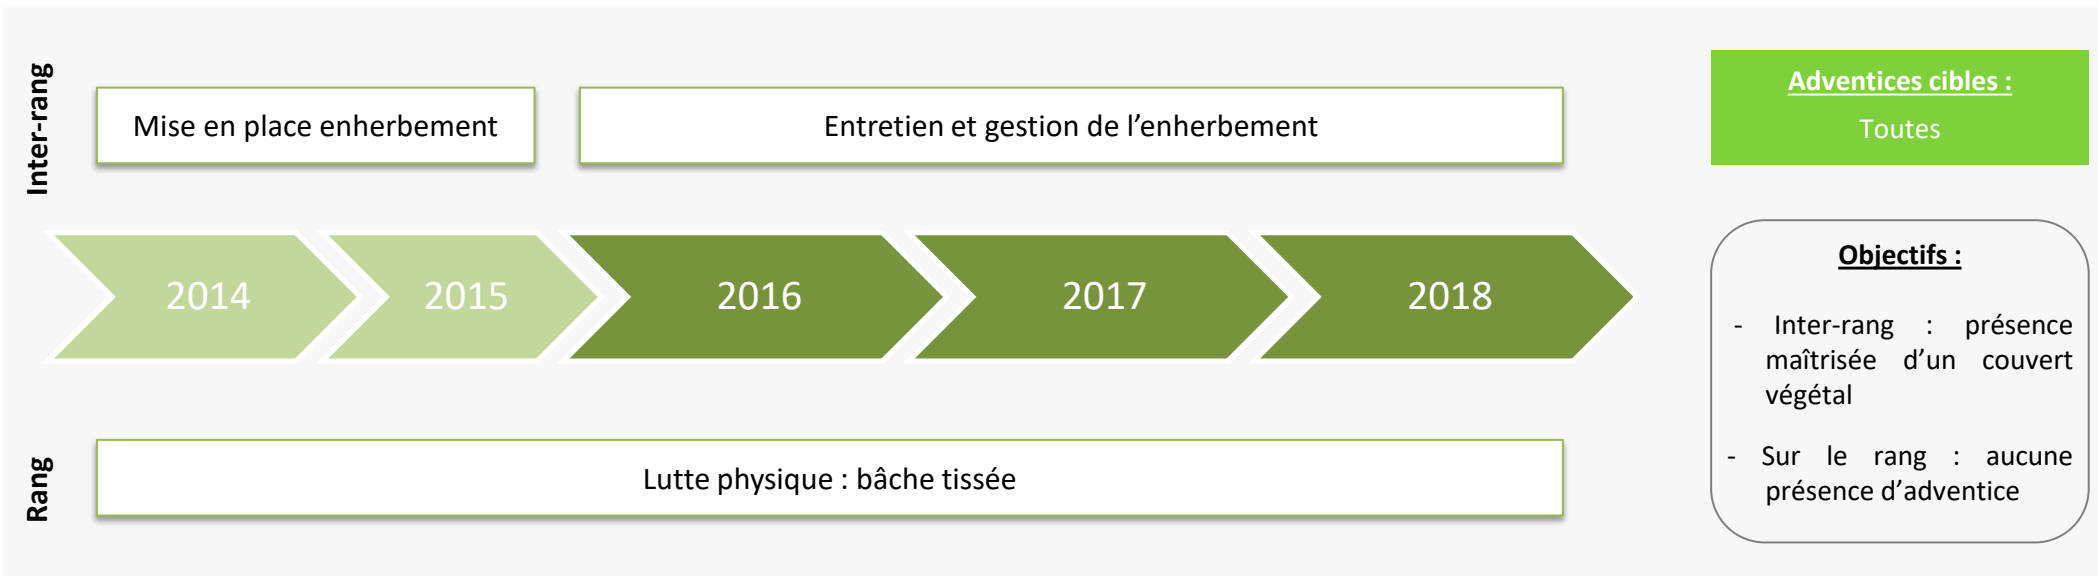 Inter-rang
Mise en place enherbement
Entretien et gestion de l’enherbement
2014
2015
2016
2017
2018
Rang
Lutte physique : bâche tissée
Adventices cibles :
Toutes
Objectifs :
- Inter-rang : présence
maîtrisée d’un couvert
végétal
- Sur le rang : aucune
présence d’adventice